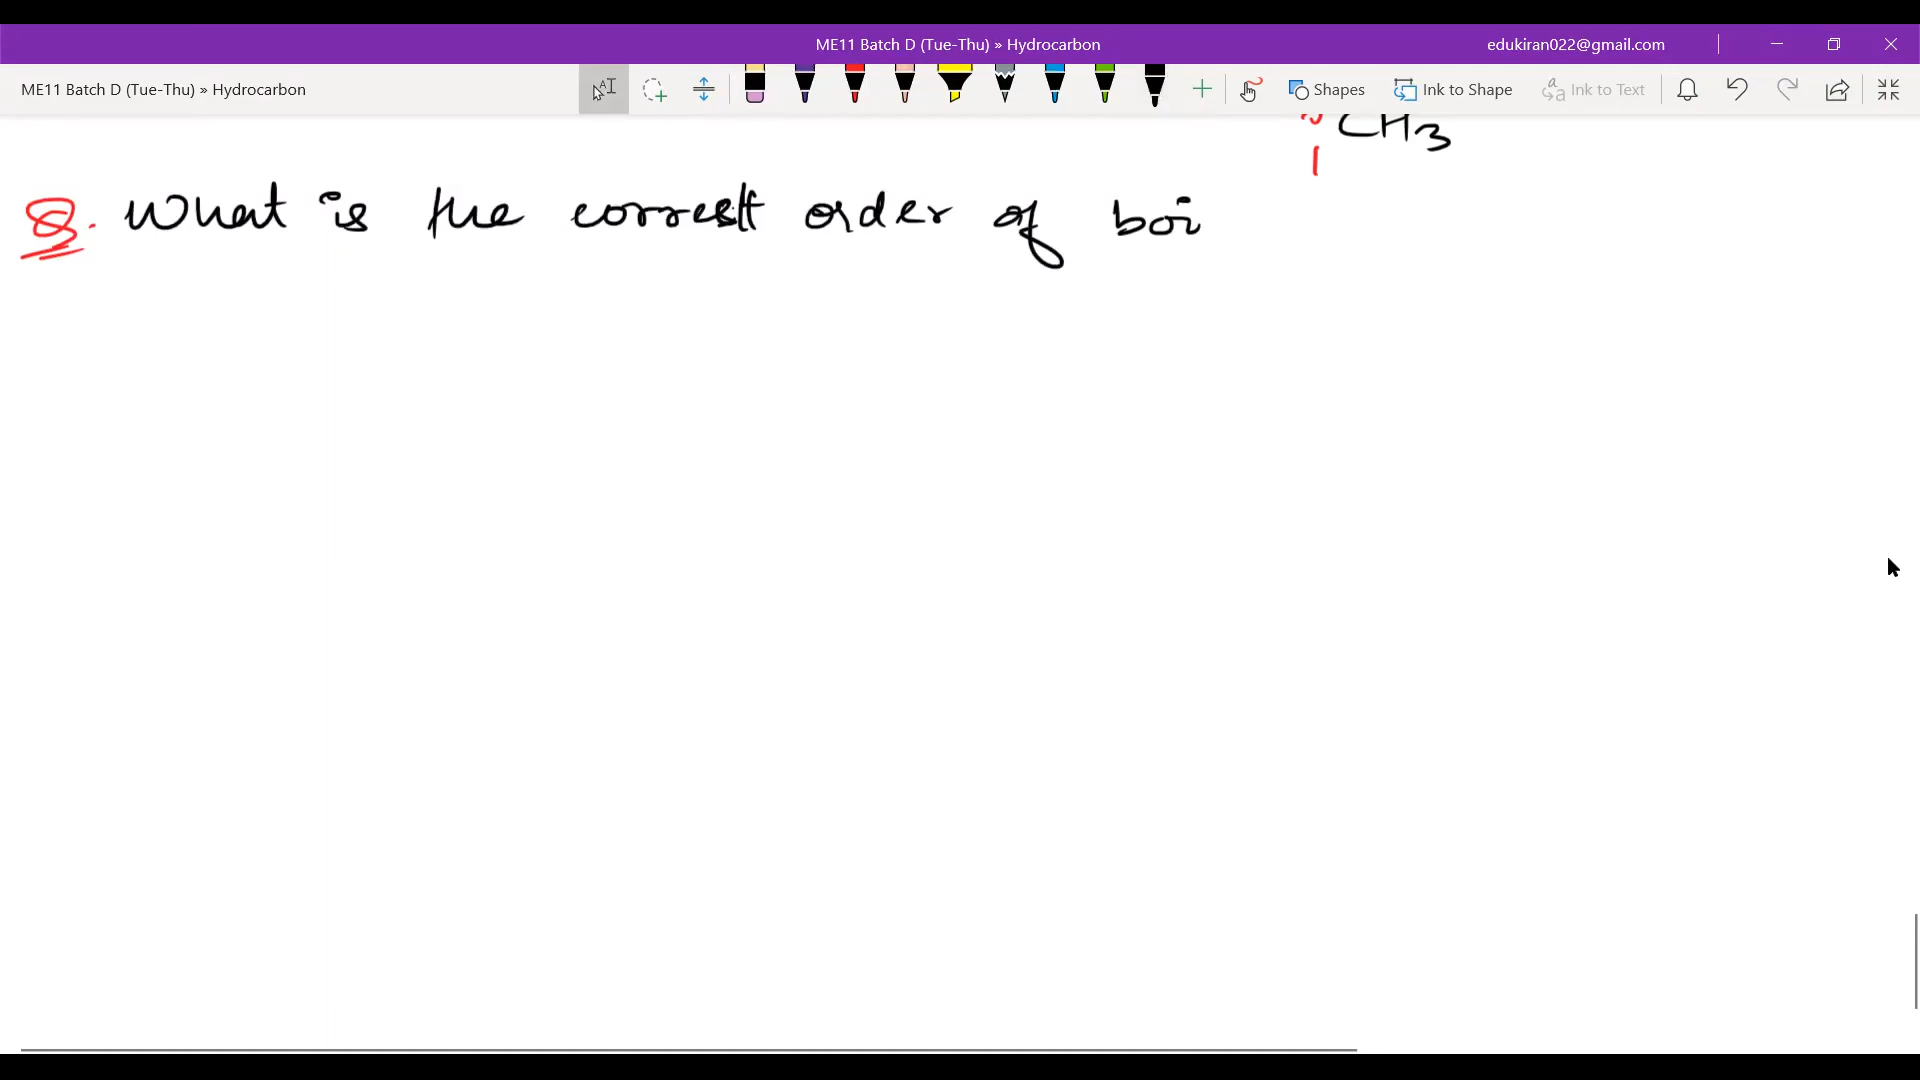 ME11 Batch D (Tue-Thu) » Hydrocarbon
edukiran022@gmail.com
ME11 Batch D (Tue-Thu) » Hydrocarbon
Shapes
Ink to Shape
Ink to Text
CH3
Q. What is the correct order of boi